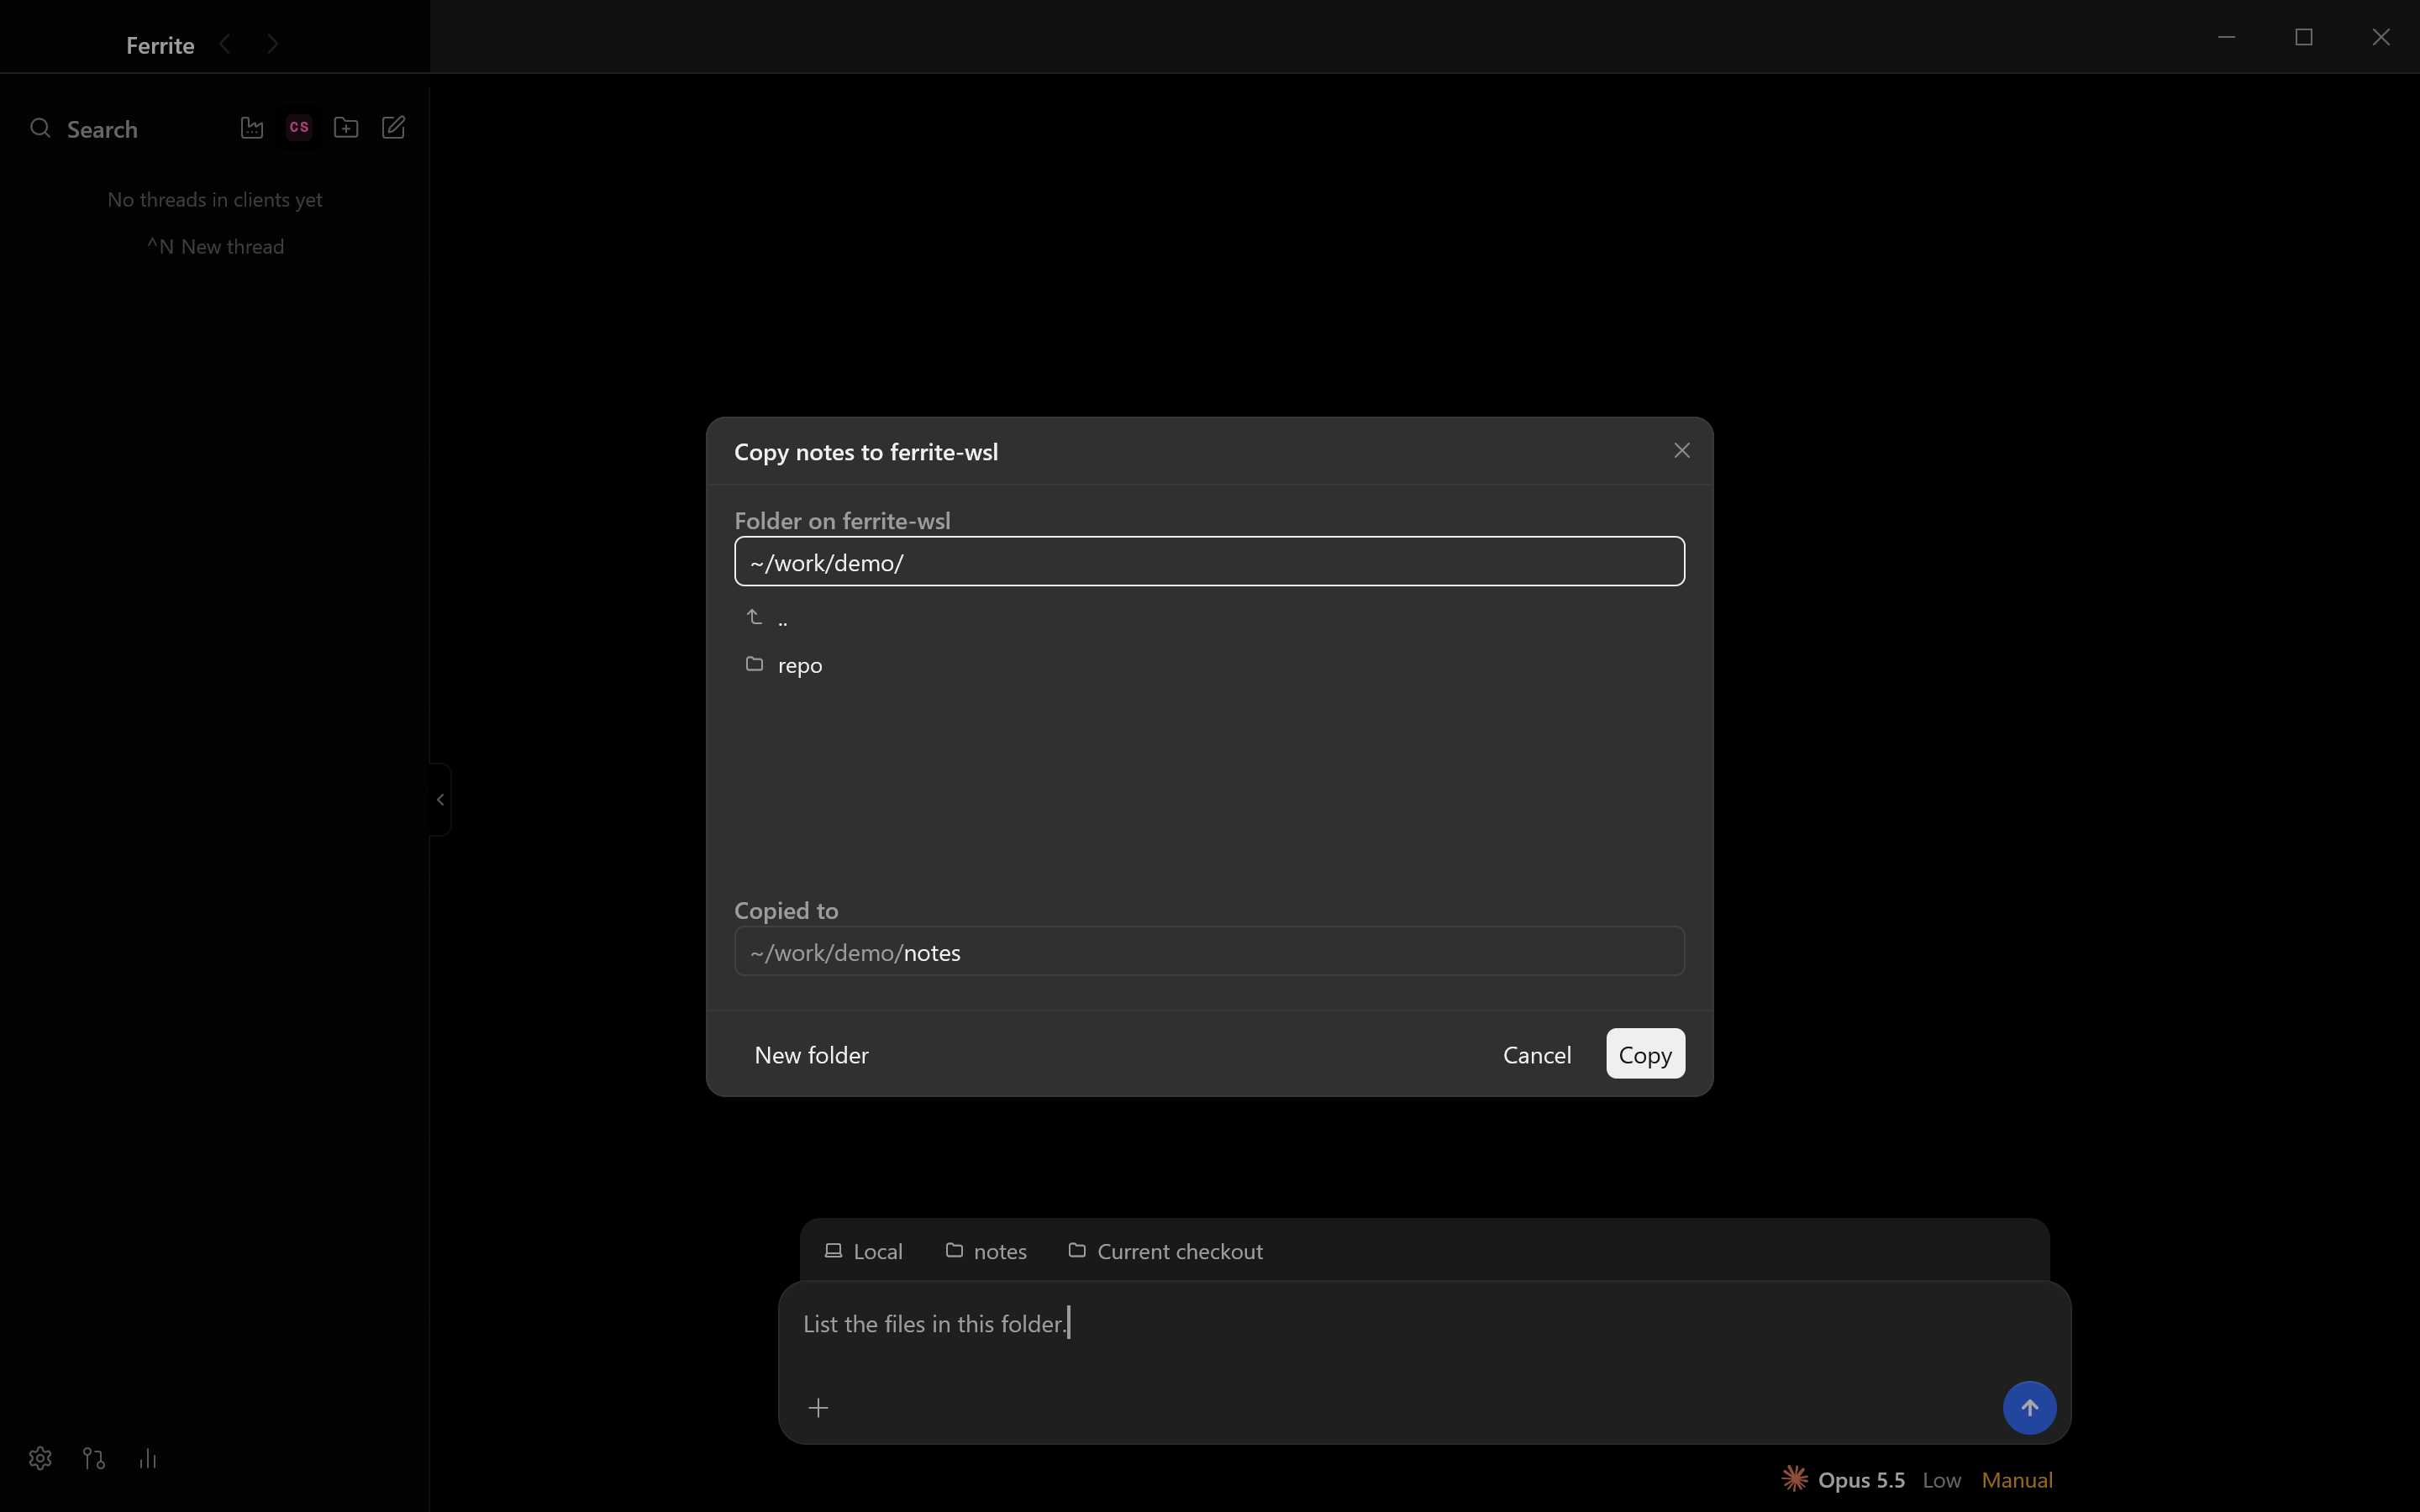 Ferrite
Search
CS
No threads in clients yet
^N New thread
Copy notes to ferrite-wsl
Folder on ferrite-wsl
~/work/demo/
..
repo
Copied to
~/work/demo/notes
New folder
Cancel
Copy
Local
notes
Current checkout
List the files in this folder.
Opus 5.5
Low
Manual